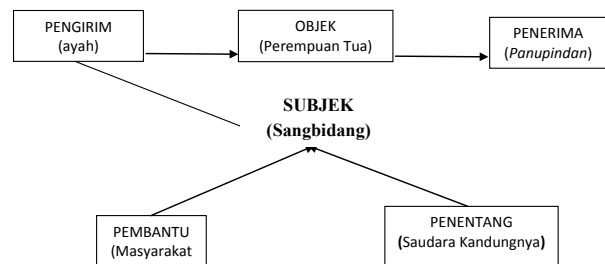 PENGIRIM
(ayah)
OBJEK
(Perempuan Tua)
PENERIMA
(Panupindan)
SUBJEK
(Sangbidang)
PEMBANTU
(Masyarakat
PENENTANG
(Saudara Kandungnya)